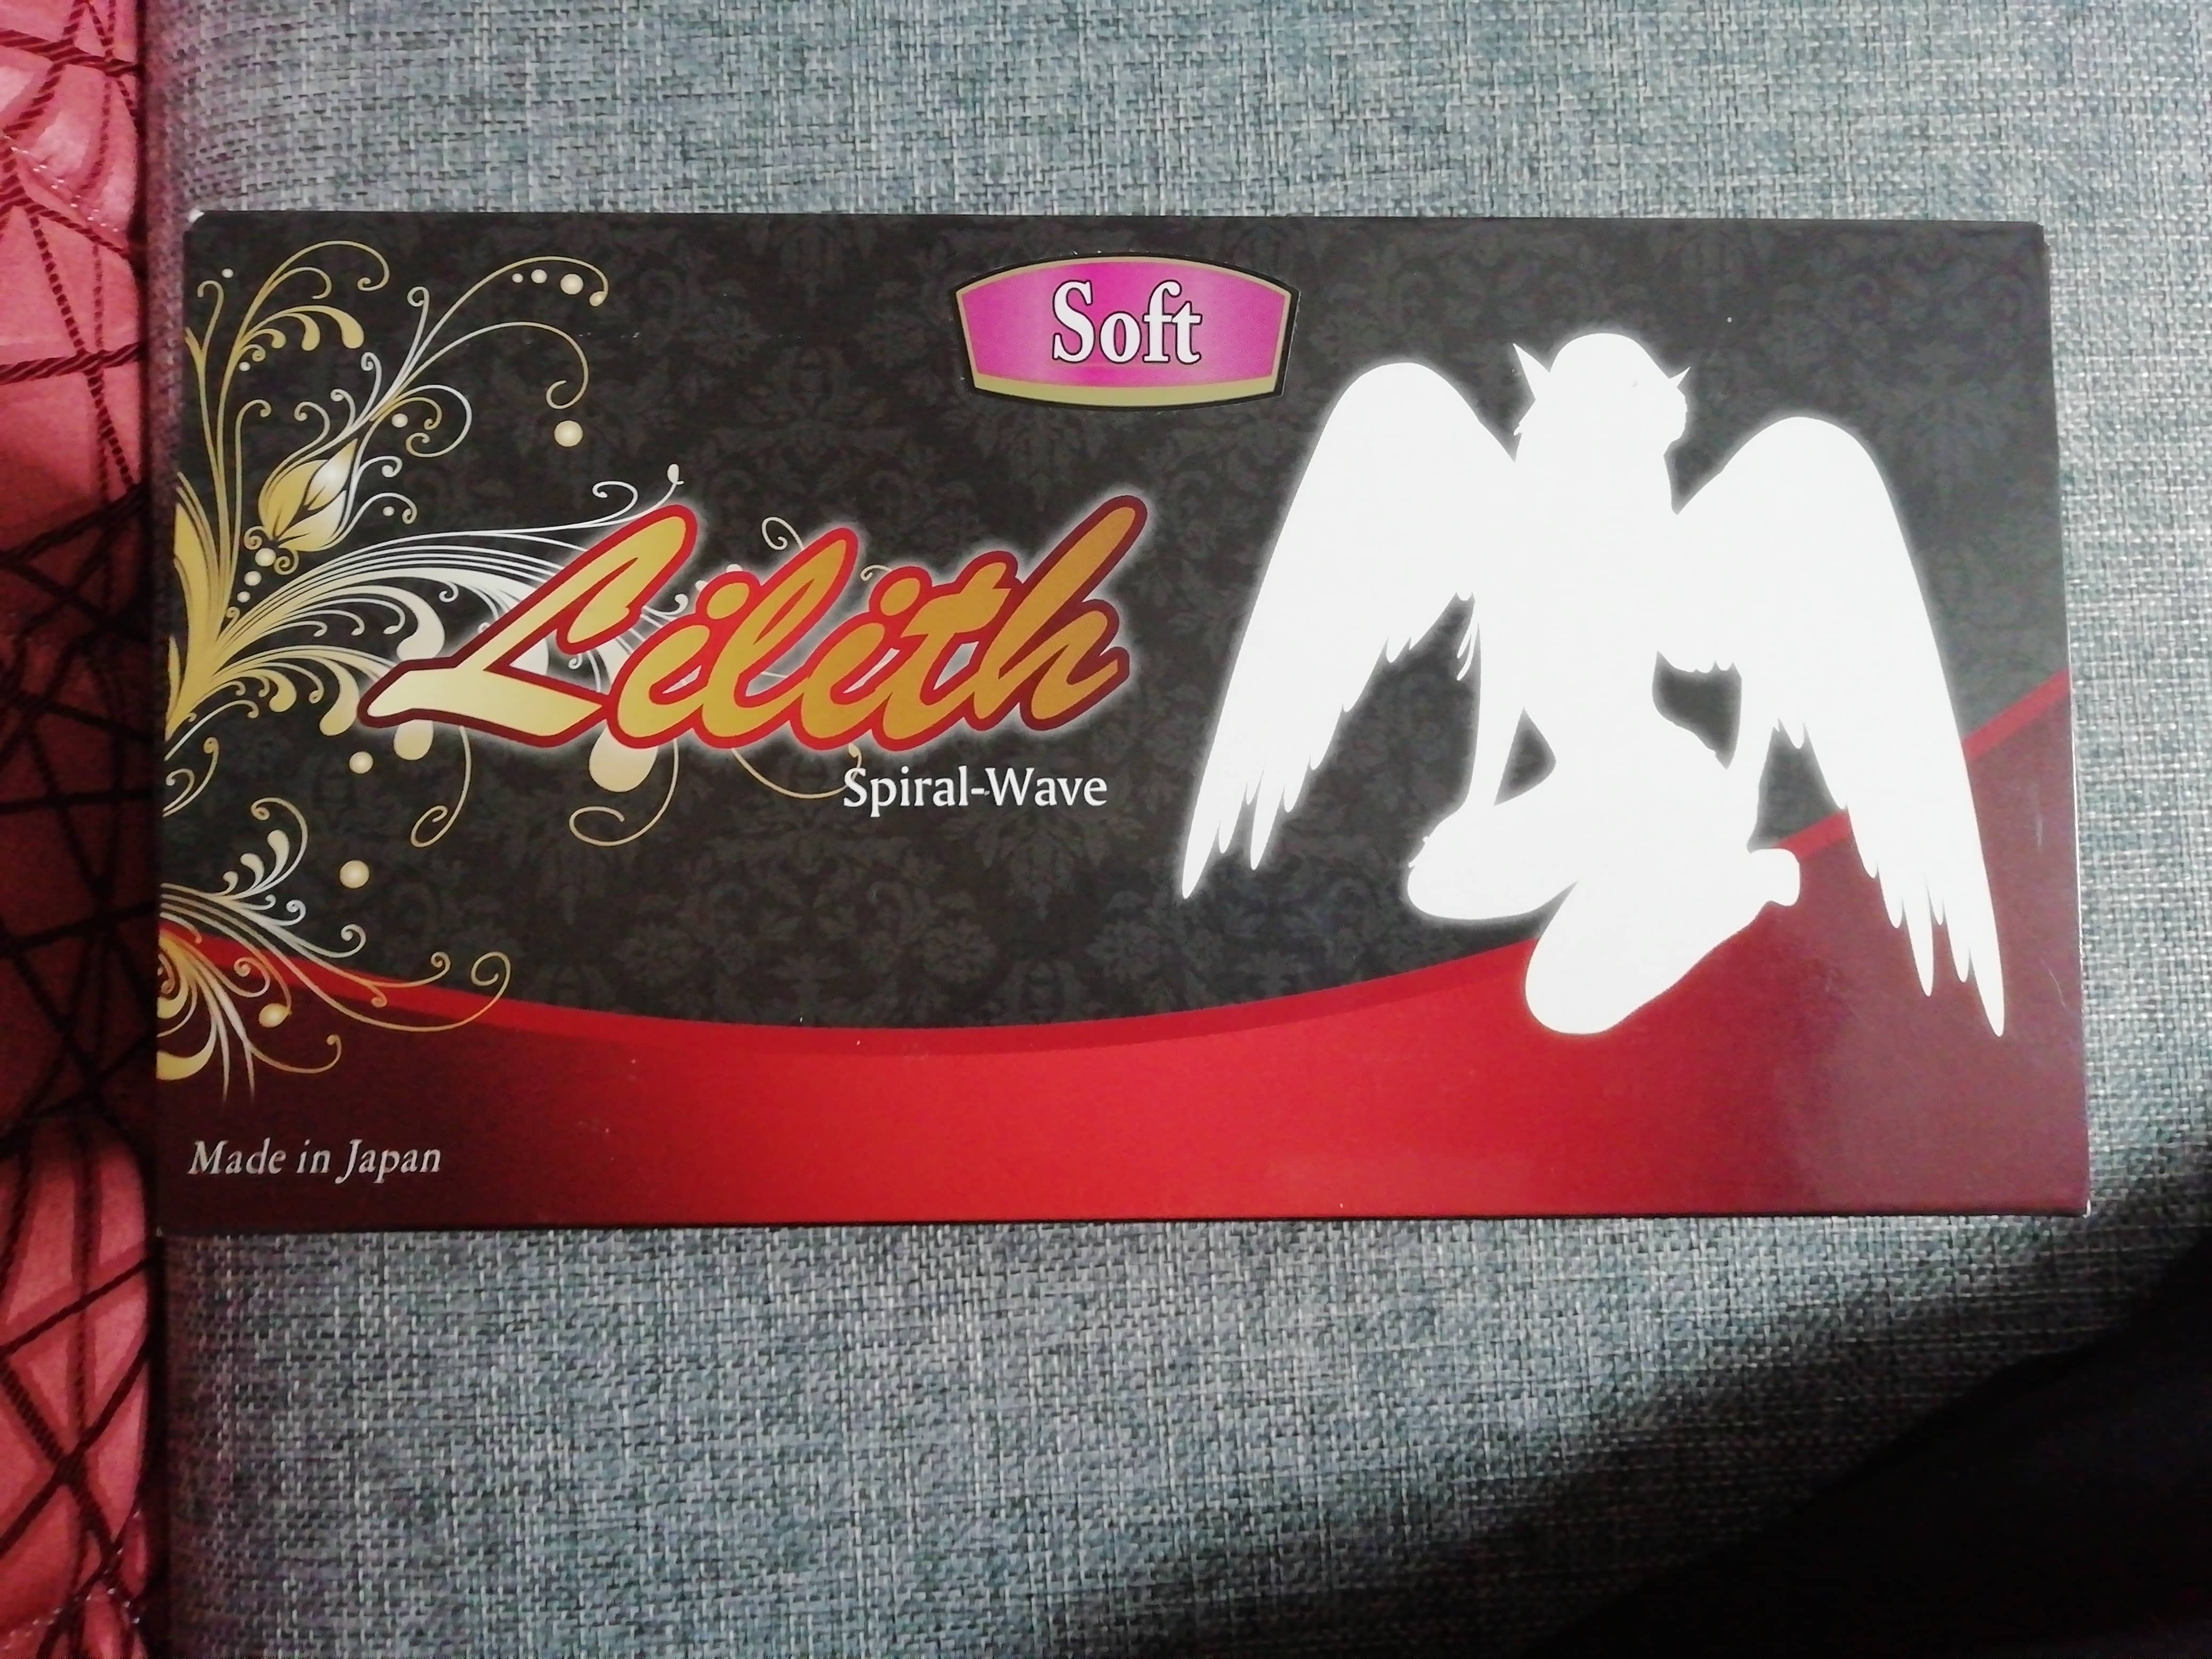 Soft
Lilith
Spiral-Wave
Made in Japan